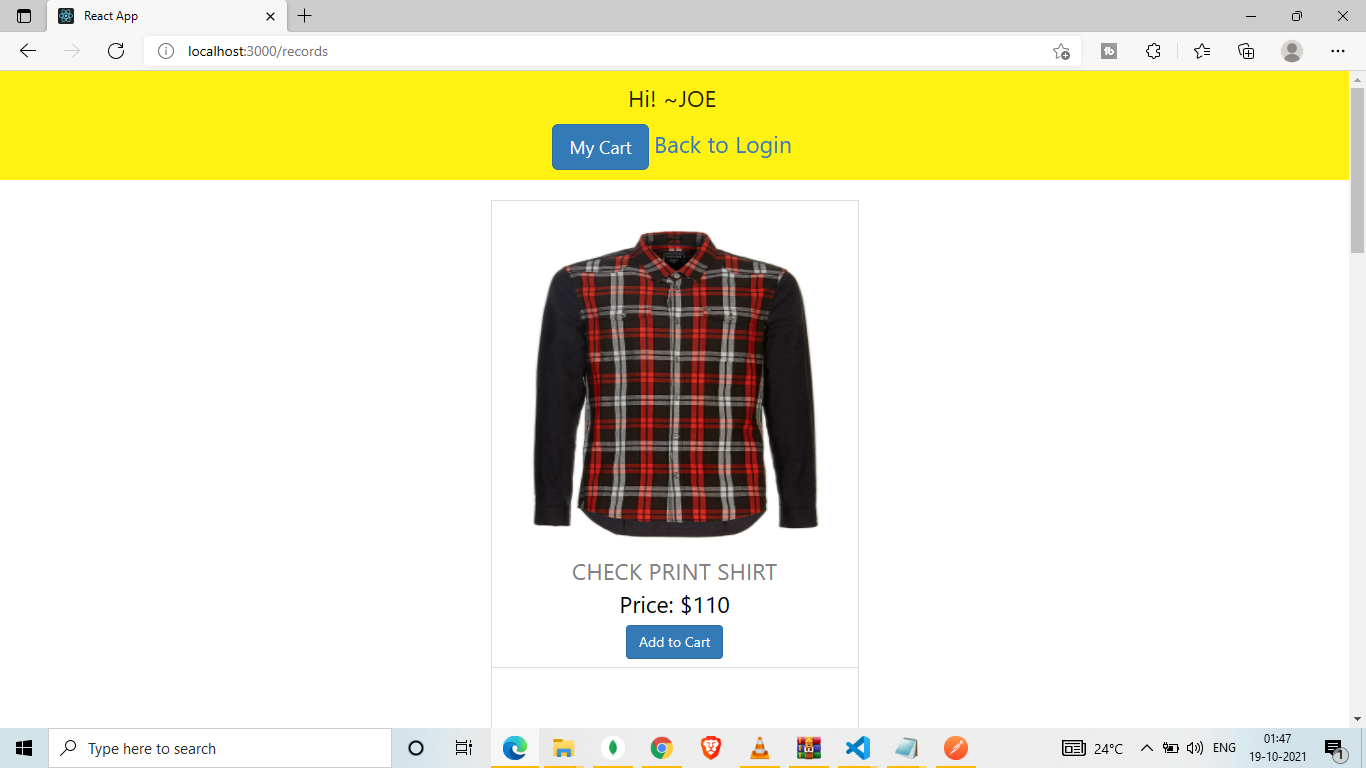 React App
localhost:3000/records
Hi! ~JOE
My Cart Back to Login
CHECK PRINT SHIRT
Price: $110
Add to Cart
Type here to search
24°C
ENG
01:47
19-10-2021
1